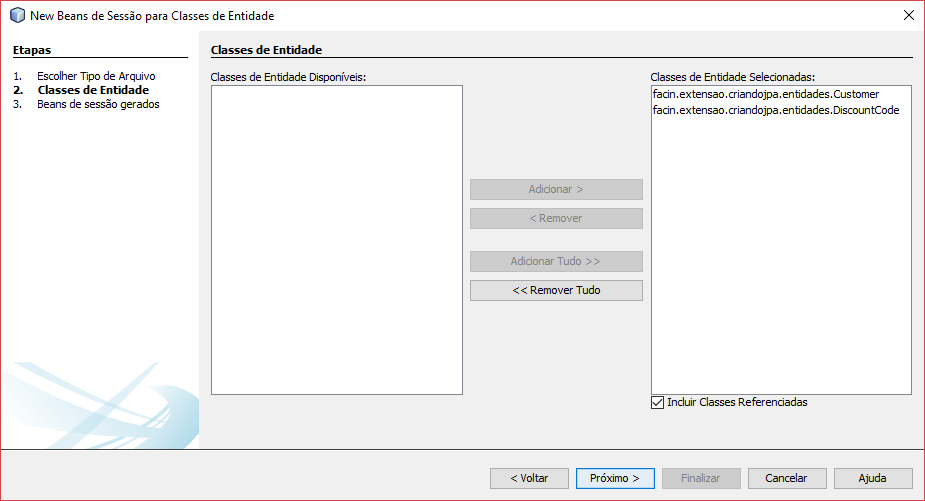 New Beans de Sessão para Classes de Entidade
Etapas
1. Escolher Tipo de Arquivo
2. Classes de Entidade
3. Beans de sessão gerados
Classes de Entidade
Classes de Entidade Disponíveis:
Adicionar >
< Remover
Adicionar Tudo >>
<< Remover Tudo
Classes de Entidade Selecionadas:
facin.extensao.criandojpa.entidades.Customer
facin.extensao.criandojpa.entidades.DiscountCode
Incluir Classes Referenciadas
< Voltar
Próximo >
Finalizar
Cancelar
Ajuda